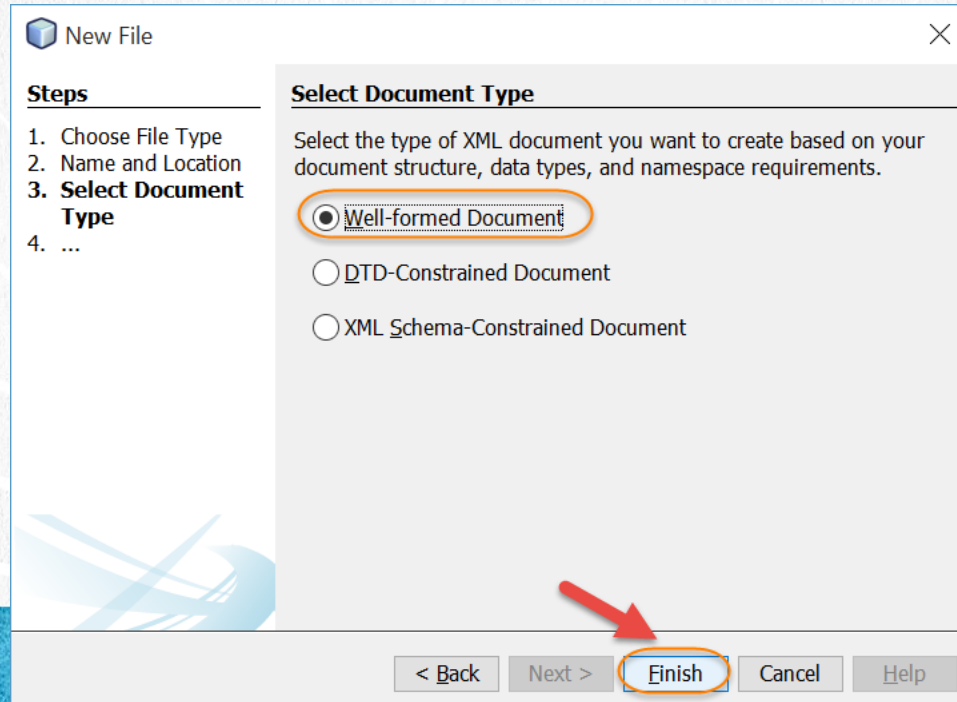 New File
Steps
1. Choose File Type
2. Name and Location
3. Select Document
Type
4. ...
Select Document Type
Select the type of XML document you want to create based on your
document structure, data types, and namespace requirements.
Well-formed Document
DTD-Constrained Document
XML Schema-Constrained Document
< Back Next > Finish Cancel Help